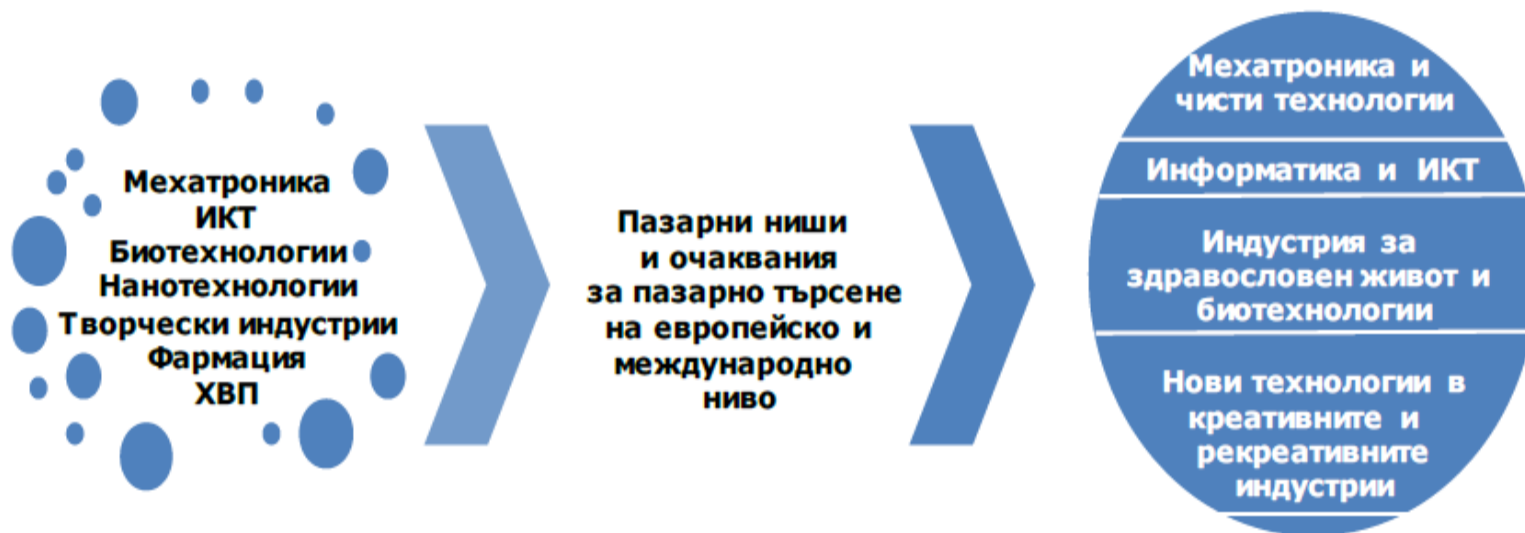 Мехатроника
ИКТ
Биотехнологии
Нанотехнологии
Творчески индустрии
Фармация
ХВП
Пазарни ниши
и очаквания
за пазарно търсене
на европейско и
международно
ниво
Мехатроника и
чисти технологии
Информатика и ИКТ
Индустрия за
здравословен живот и
биотехнологии
Нови технологии в
креативните и
рекреативните
индустрии